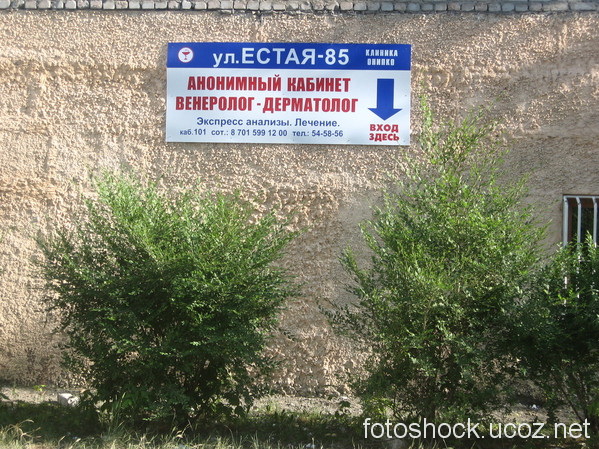 ул.ЕСТАЯ-85
КЛИНИКА
АНОНИМНЫЙ КАБИНЕТ
ВЕНЕРОЛОГ-ДЕРМАТОЛОГ
Экспресс анализы. Лечение.
каб.101 сот.: 8 701 599 12 00 тел.: 54-58-56
ВХОД
ЗДЕСЬ
fotoshock.ucoz.net